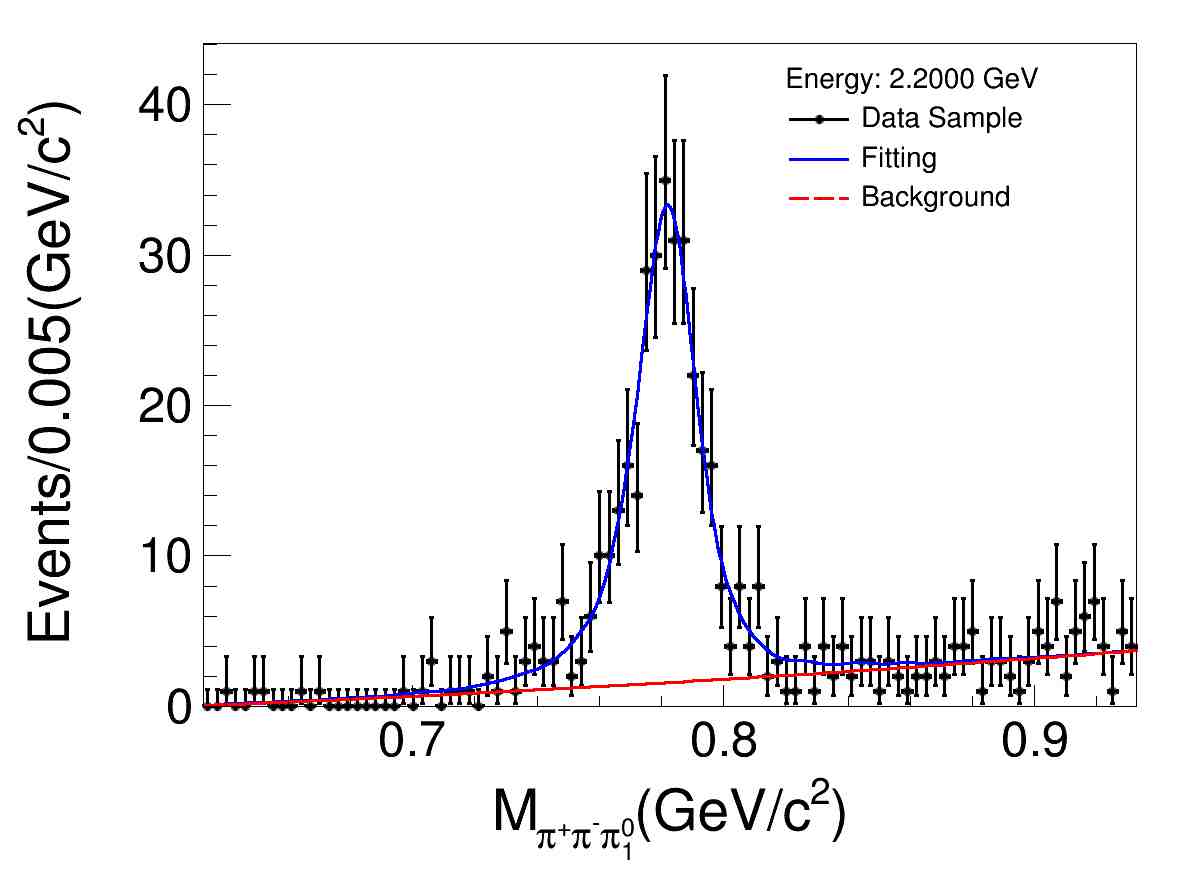 Energy: 2.2000 GeV
Data Sample
Fitting
Background
Events/0.005(GeV/c²)
40
30
20
10
0
0.7 0.8 0.9
M_{π⁺π⁻π⁰₁}(GeV/c²)